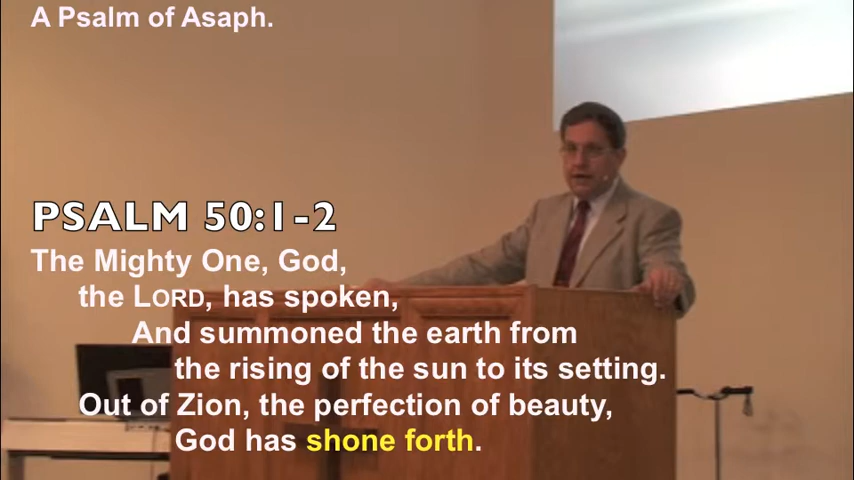 A Psalm of Asaph.
PSALM 50:1-2
The Mighty One, God,
the LORD, has spoken,
And summoned the earth from
the rising of the sun to its setting.
Out of Zion, the perfection of beauty,
God has shone forth.